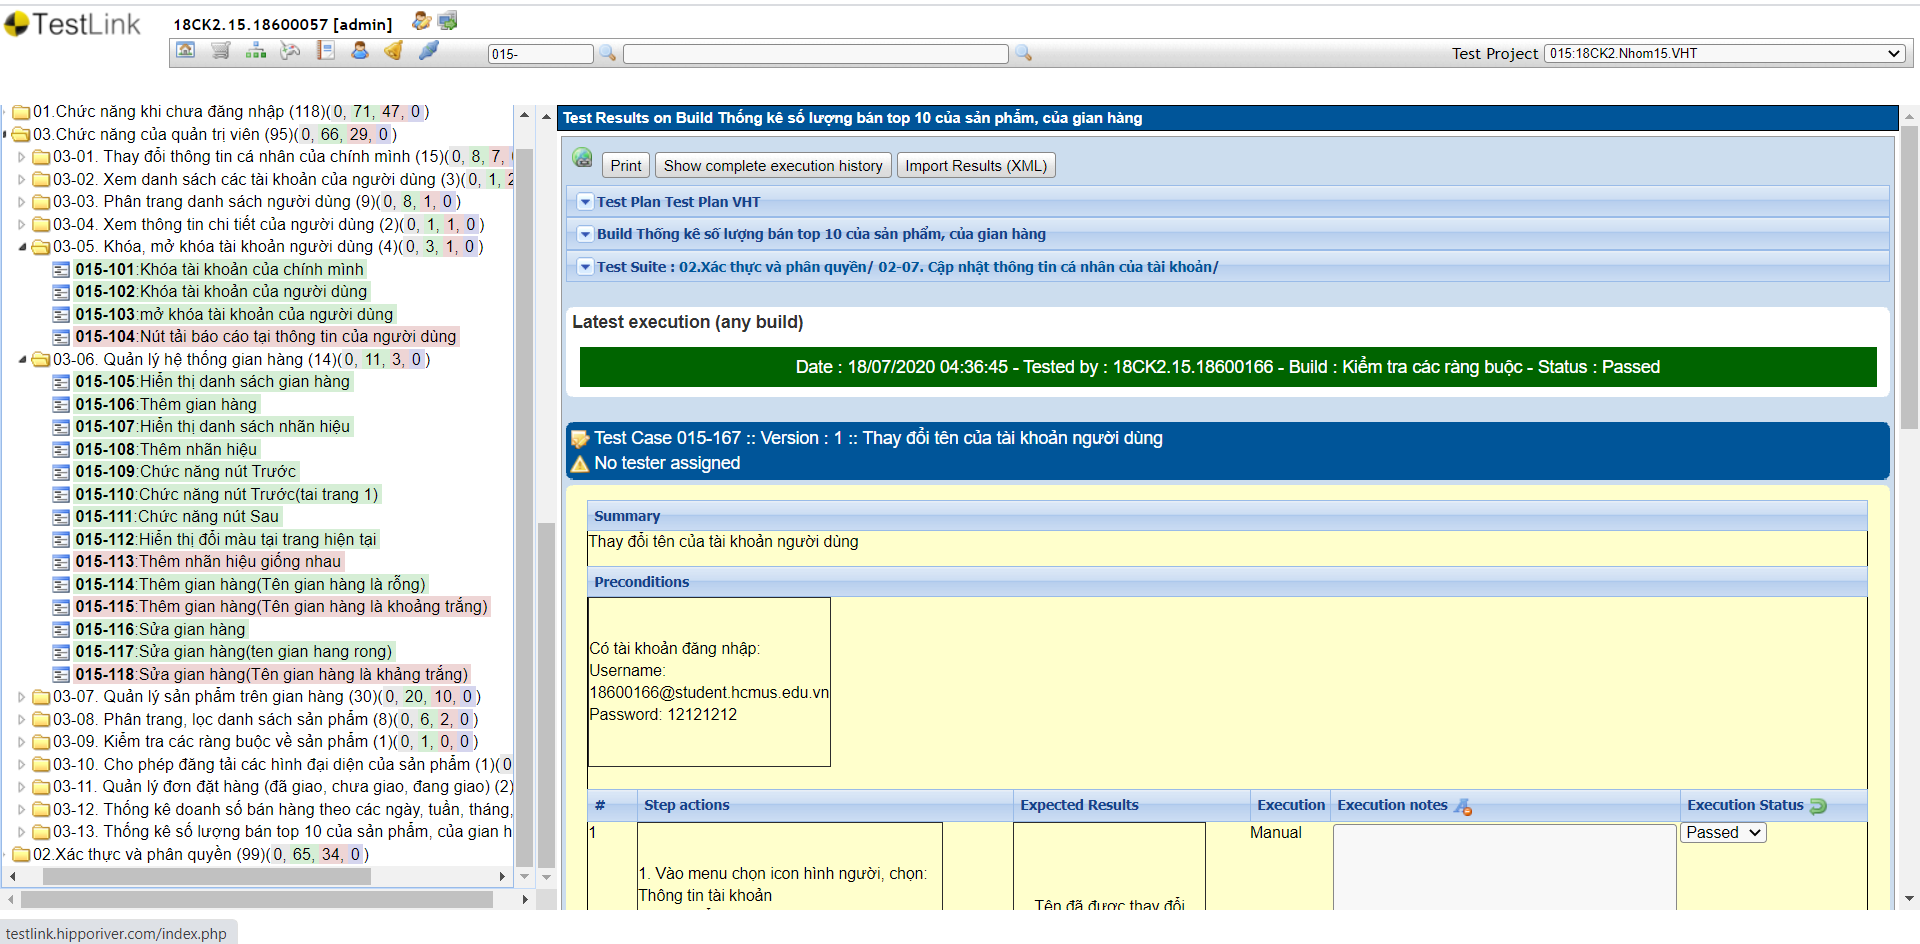 TestLink
18CK2.15.18600057 [admin]
015-
Test Project 015:18CK2.Nhom15.VHT
01.Chức năng khi chưa đăng nhập (118)(0, 71, 47, 0)
03.Chức năng của quản trị viên (95)(0, 66, 29, 0)
03-01. Thay đổi thông tin cá nhân của chính mình (15)(0, 8, 7,
03-02. Xem danh sách các tài khoản của người dùng (3)(0, 1, 2
03-03. Phân trang danh sách người dùng (9)(0, 8, 1, 0)
03-04. Xem thông tin chi tiết của người dùng (2)(0, 1, 1, 0)
03-05. Khóa, mở khóa tài khoản người dùng (4)(0, 3, 1, 0)
015-101:Khóa tài khoản của chính mình
015-102:Khóa tài khoản của người dùng
015-103:mở khóa tài khoản của người dùng
015-104:Nút tải báo cáo tại thông tin của người dùng
03-06. Quản lý hệ thống gian hàng (14)(0, 11, 3, 0)
015-105:Hiển thị danh sách gian hàng
015-106:Thêm gian hàng
015-107:Hiển thị danh sách nhãn hiệu
015-108:Thêm nhãn hiệu
015-109:Chức năng nút Trước
015-110:Chức năng nút Trước(tai trang 1)
015-111:Chức năng nút Sau
015-112:Hiển thị đổi màu tại trang hiện tại
015-113:Thêm nhãn hiệu giống nhau
015-114:Thêm gian hàng(Tên gian hàng là rỗng)
015-115:Thêm gian hàng(Tên gian hàng là khoảng trắng)
015-116:Sửa gian hàng
015-117:Sửa gian hàng(ten gian hang rong)
015-118:Sửa gian hàng(Tên gian hàng là khảng trắng)
03-07. Quản lý sản phẩm trên gian hàng (30)(0, 20, 10, 0)
03-08. Phân trang, lọc danh sách sản phẩm (8)(0, 6, 2, 0)
03-09. Kiểm tra các ràng buộc về sản phẩm (1)(0, 1, 0, 0)
03-10. Cho phép đăng tải các hình đại diện của sản phẩm (1)(0
03-11. Quản lý đơn đặt hàng (đã giao, chưa giao, đang giao) (2)
03-12. Thống kê doanh số bán hàng theo các ngày, tuần, tháng,
03-13. Thống kê số lượng bán top 10 của sản phẩm, của gian h
02.Xác thực và phân quyền (99)(0, 65, 34, 0)
testlink.hipporiver.com/index.php
Test Results on Build Thống kê số lượng bán top 10 của sản phẩm, của gian hàng
Print Show complete execution history Import Results (XML)
Test Plan Test Plan VHT
Build Thống kê số lượng bán top 10 của sản phẩm, của gian hàng
Test Suite : 02.Xác thực và phân quyền/ 02-07. Cập nhật thông tin cá nhân của tài khoản/
Latest execution (any build)
Date : 18/07/2020 04:36:45 - Tested by : 18CK2.15.18600166 - Build : Kiểm tra các ràng buộc - Status : Passed
Test Case 015-167 :: Version : 1 :: Thay đổi tên của tài khoản người dùng
No tester assigned
Summary
Thay đổi tên của tài khoản người dùng
Preconditions
Có tài khoản đăng nhập:
Username:
18600166@student.hcmus.edu.vn
Password: 12121212
# Step actions Expected Results Execution Execution notes Execution Status
1 Manual Passed
1. Vào menu chọn icon hình người, chọn:
Thông tin tài khoản
Tên đã được thay đổi